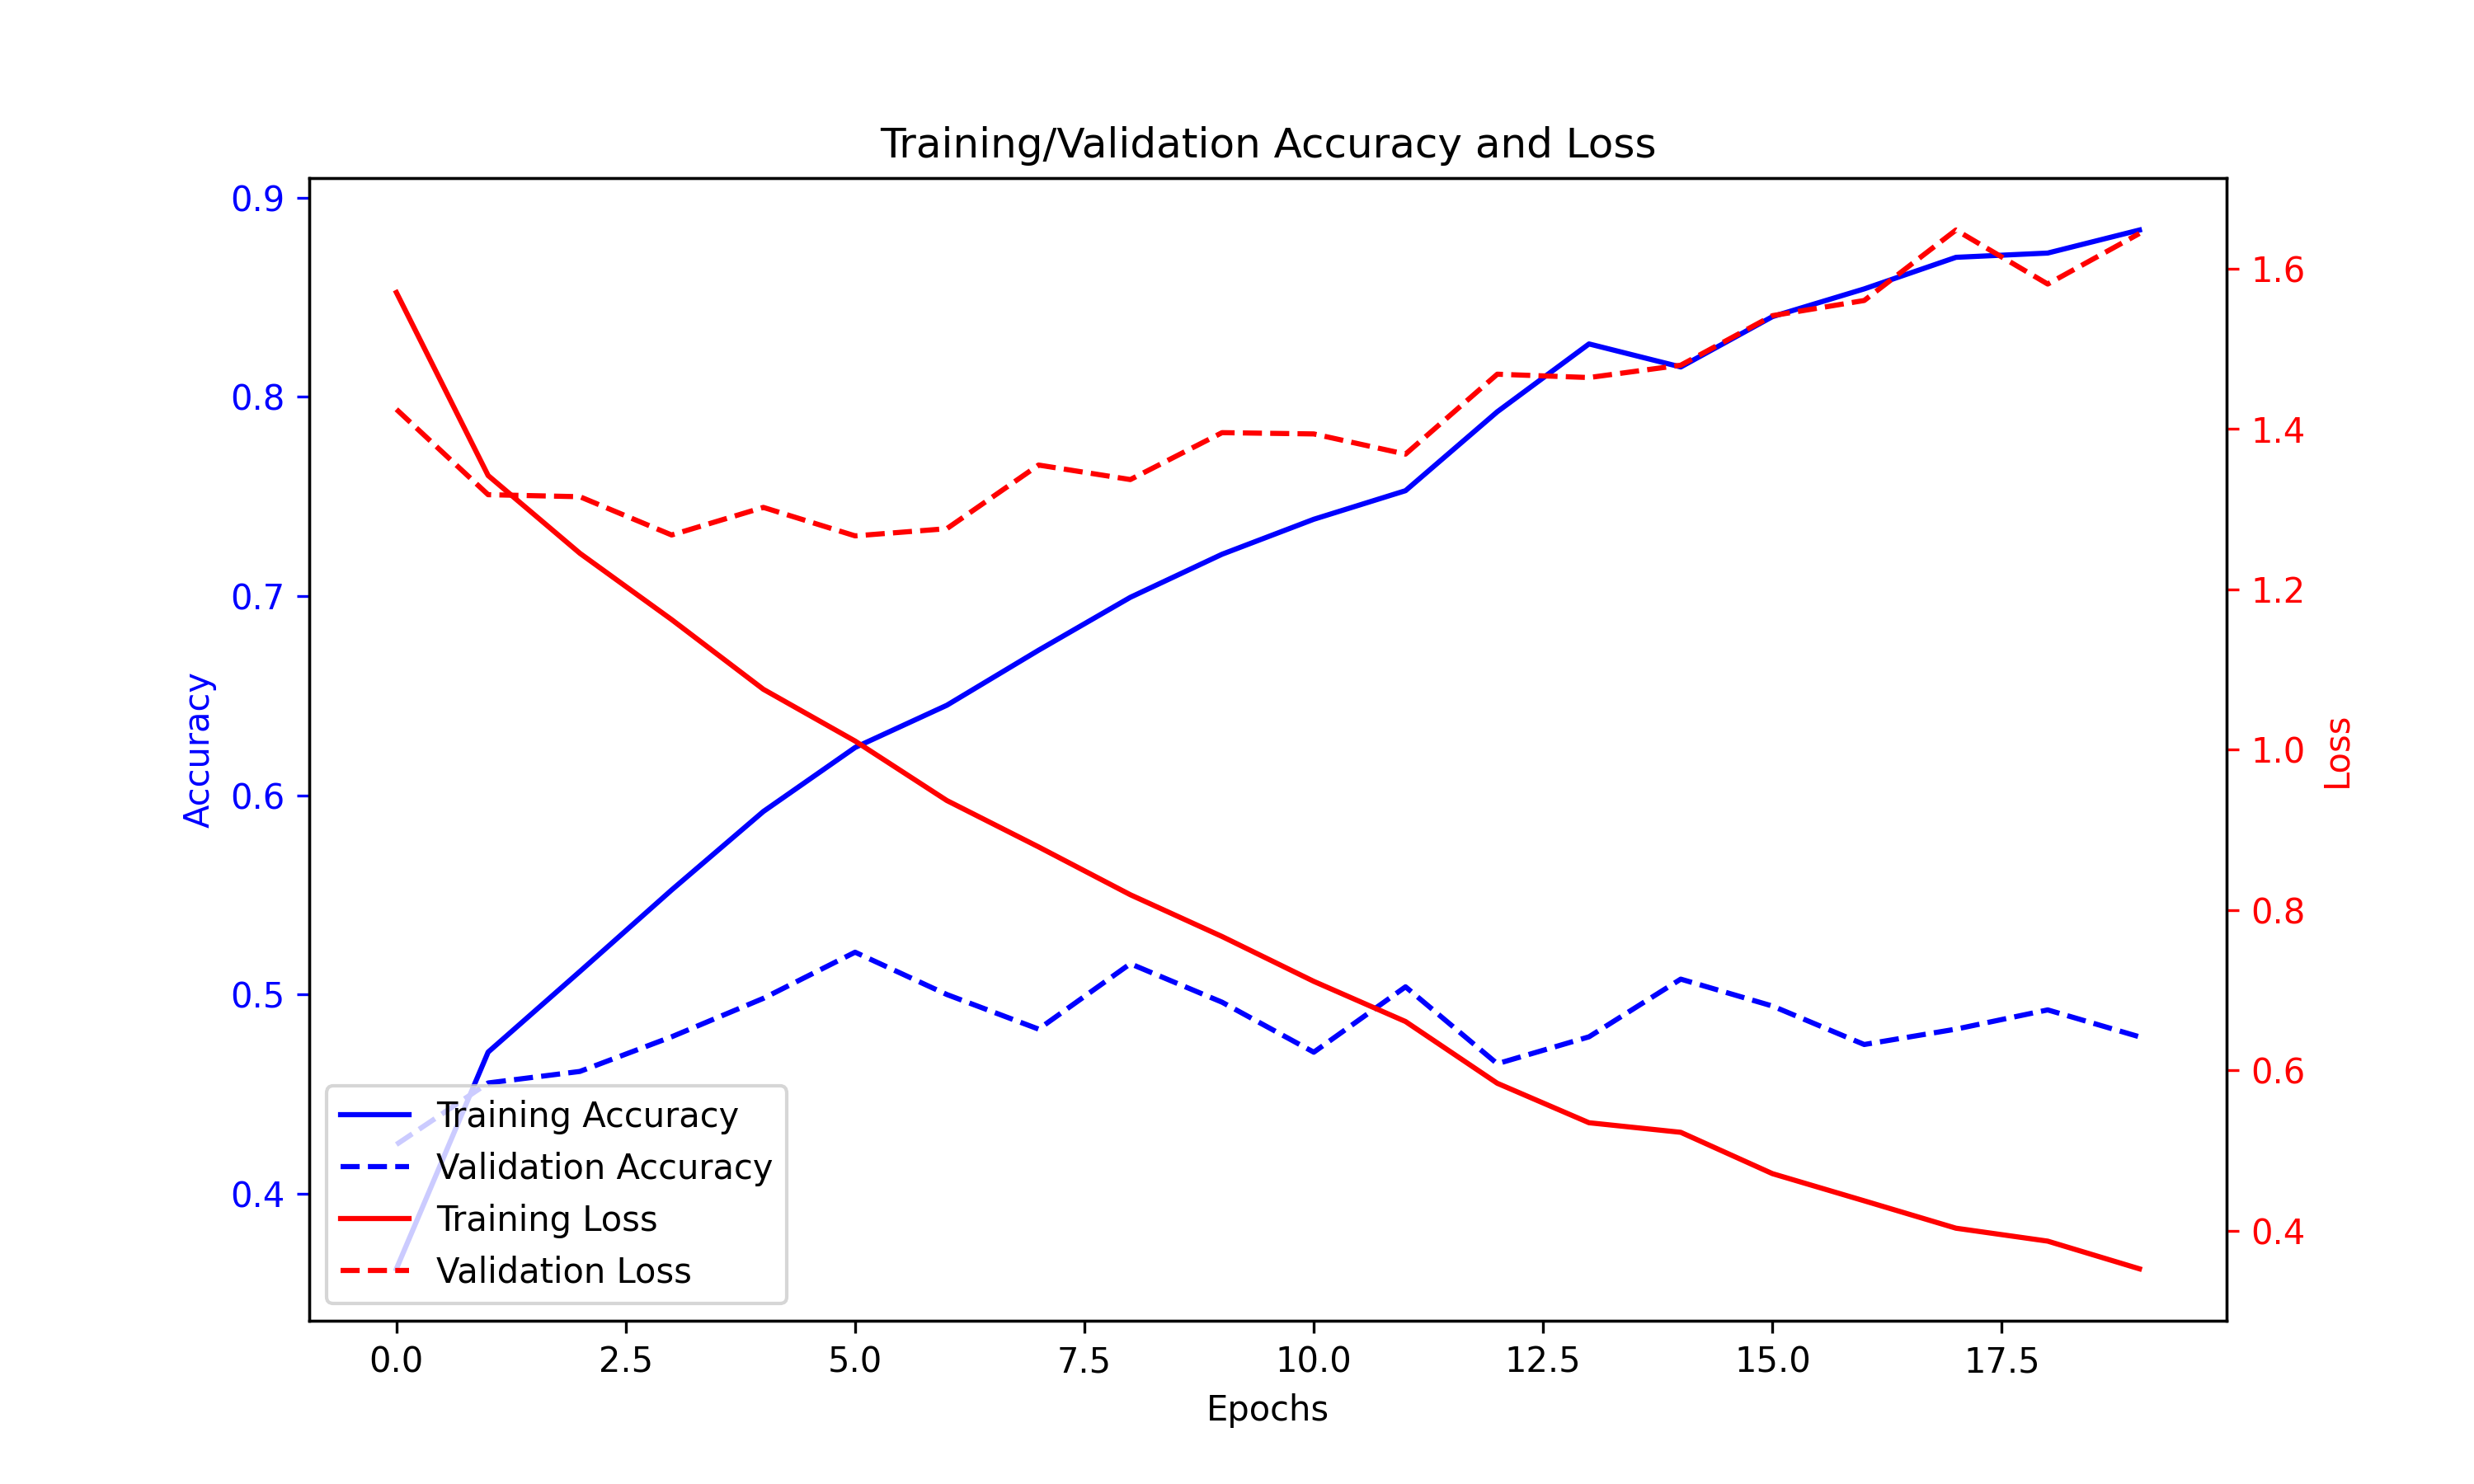 Training/Validation Accuracy and Loss
0.9
0.8
0.7
0.6
0.5
0.4
Accuracy
1.6
1.4
1.2
1.0
0.8
0.6
0.4
Loss
Training Accuracy
Validation Accuracy
Training Loss
Validation Loss
0.0 2.5 5.0 7.5 10.0 12.5 15.0 17.5
Epochs